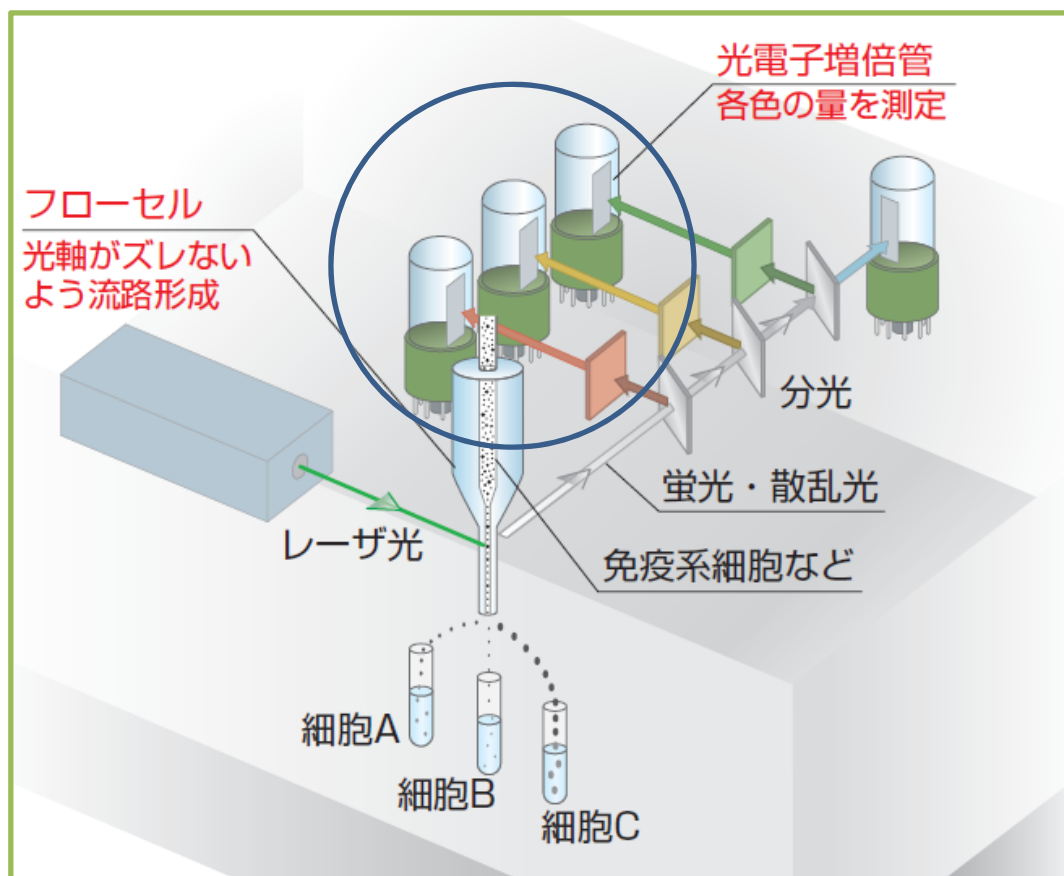 光電子増倍管
各色の量を測定
フローセル
光軸がズレない
よう流路形成
分光
蛍光・散乱光
レーザ光
免疫系細胞など
細胞A
細胞B
細胞C